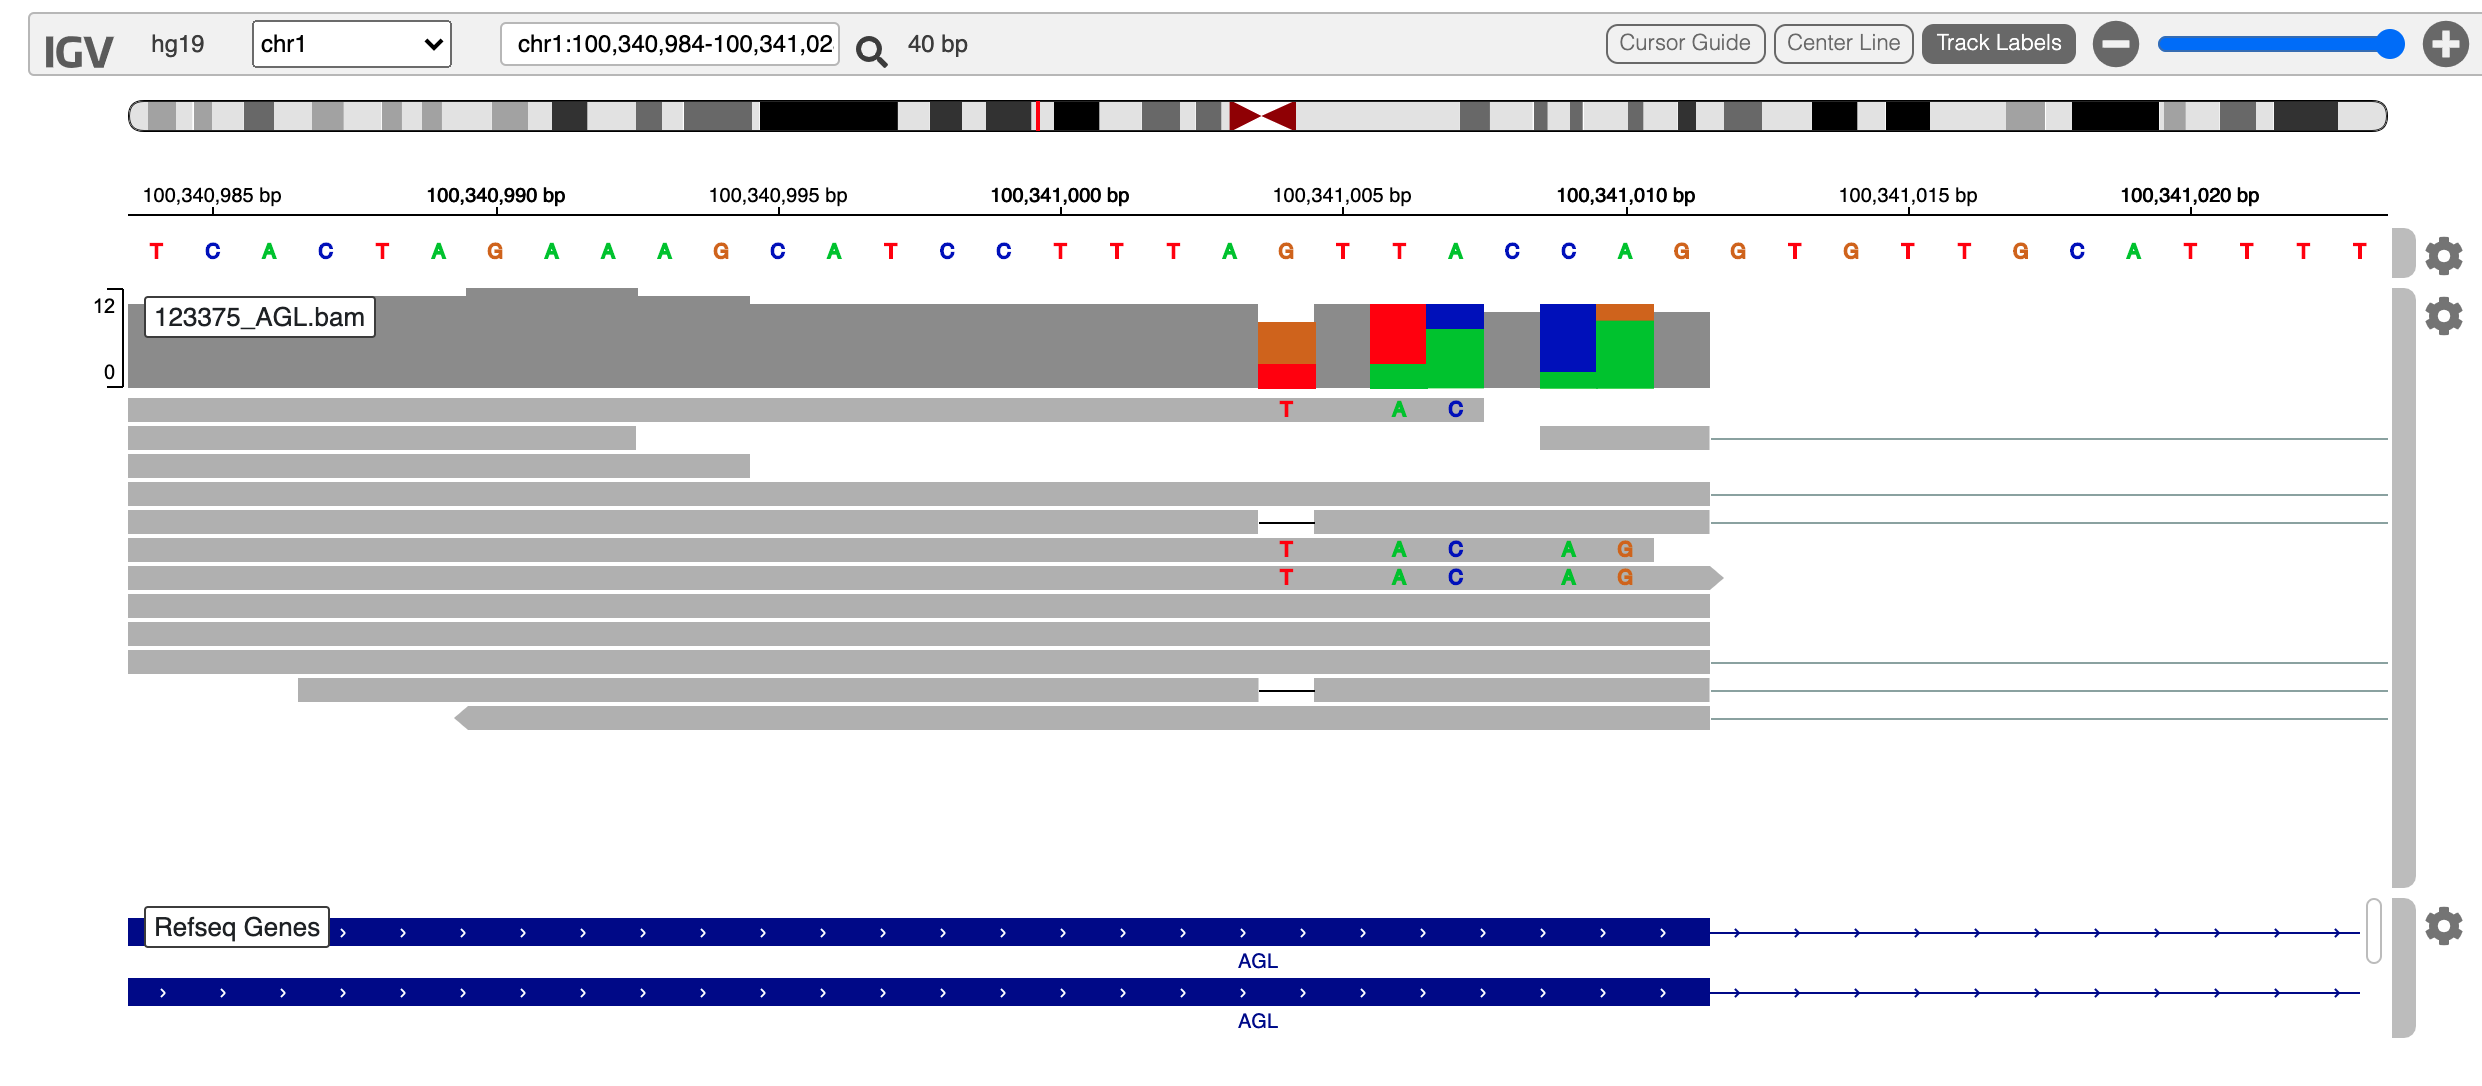 IGV hg19 chr1 chr1:100,340,984-100,341,02 40 bp Cursor Guide Center Line Track Labels
100,340,985 bp 100,340,990 bp 100,340,995 bp 100,341,000 bp 100,341,005 bp 100,341,010 bp 100,341,015 bp 100,341,020 bp
T C A C T A G A A A G C A T C C T T T A G T T A C C A G G T G T T G C A T T T T
12
123375_AGL.bam
0
T A C
T A C A G
T A C A G
Refseq Genes
AGL
AGL